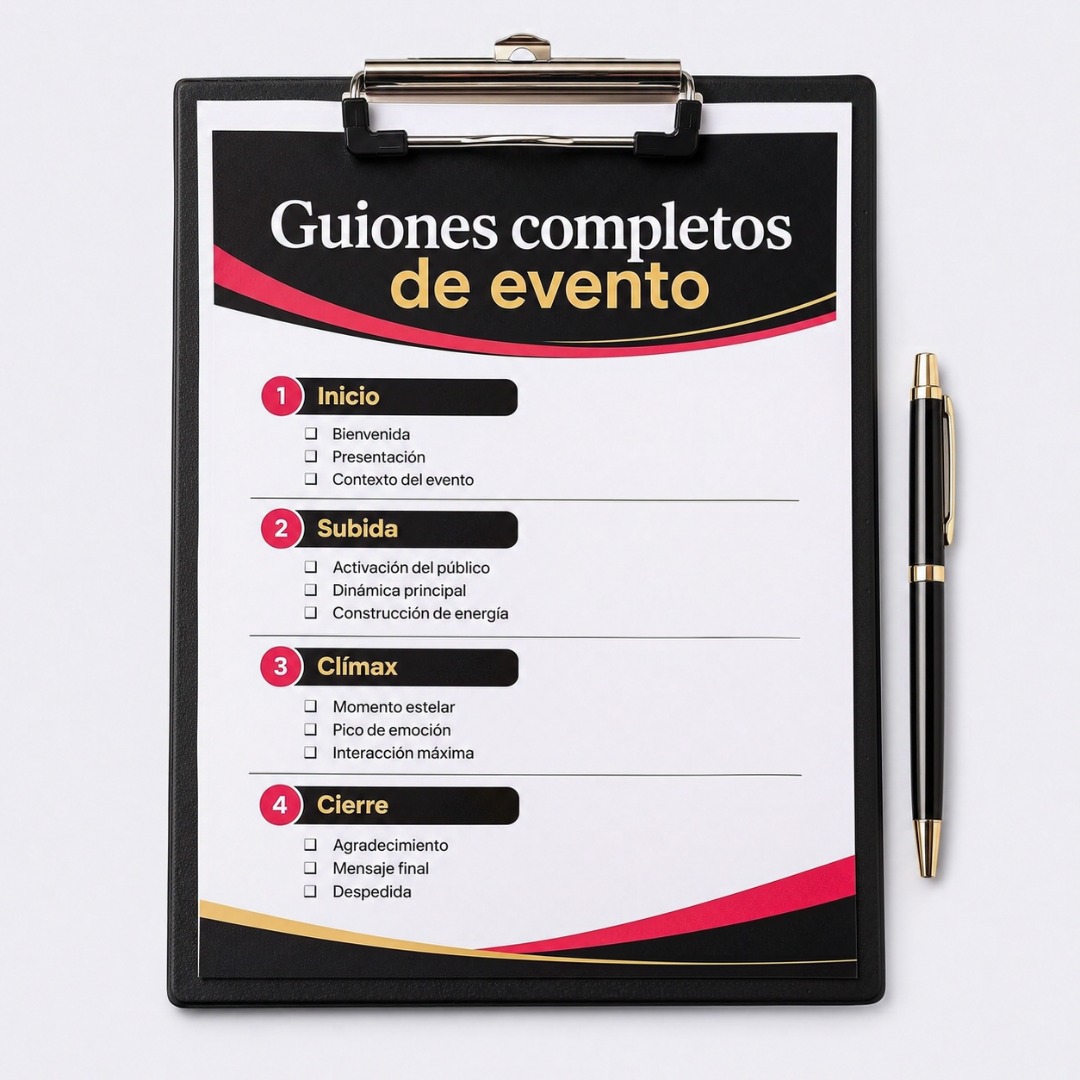 Guiones completos
de evento
1 Inicio
❑ Bienvenida
❑ Presentación
❑ Contexto del evento
2 Subida
❑ Activación del público
❑ Dinámica principal
❑ Construcción de energía
3 Clímax
❑ Momento estelar
❑ Pico de emoción
❑ Interacción máxima
4 Cierre
❑ Agradecimiento
❑ Mensaje final
❑ Despedida